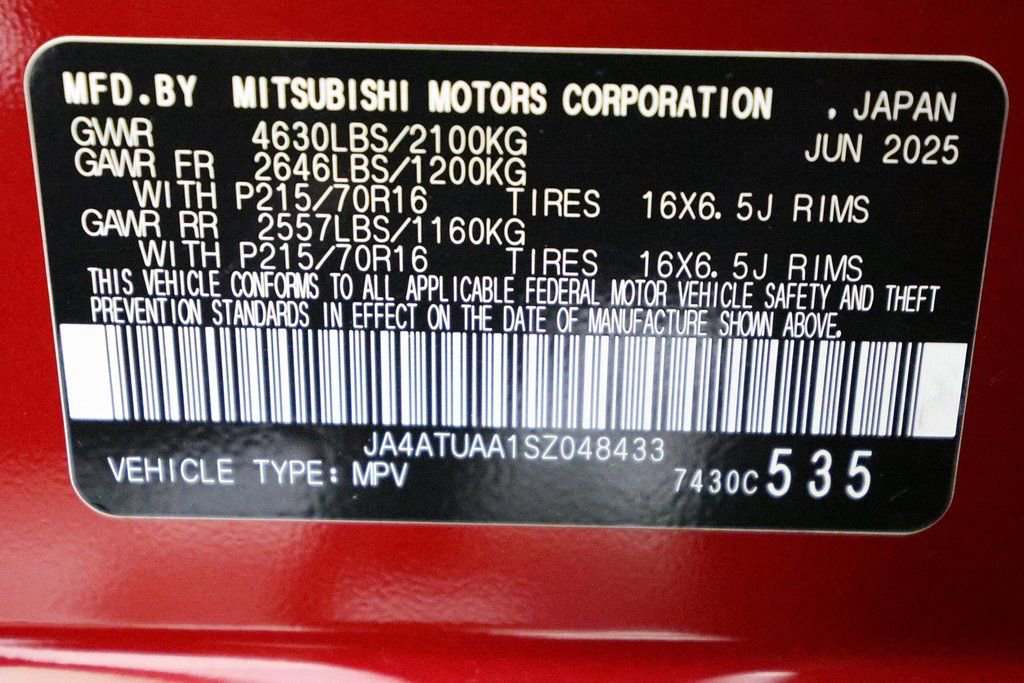 MFD.BY MITSUBISHI MOTORS CORPORATION , JAPAN
GVWR 4630LBS/2100KG JUN 2025
GAWR FR 2646LBS/1200KG
WITH P215/70R16 TIRES 16X6.5J RIMS
GAWR RR 2557LBS/1160KG
WITH P215/70R16 TIRES 16X6.5J RIMS
THIS VEHICLE CONFORMS TO ALL APPLICABLE FEDERAL MOTOR VEHICLE SAFETY AND THEFT
PREVENTION STANDARDS IN EFFECT ON THE DATE OF MANUFACTURE SHOWN ABOVE.
JA4ATUAA1SZ048433
VEHICLE TYPE: MPV 7430C 535